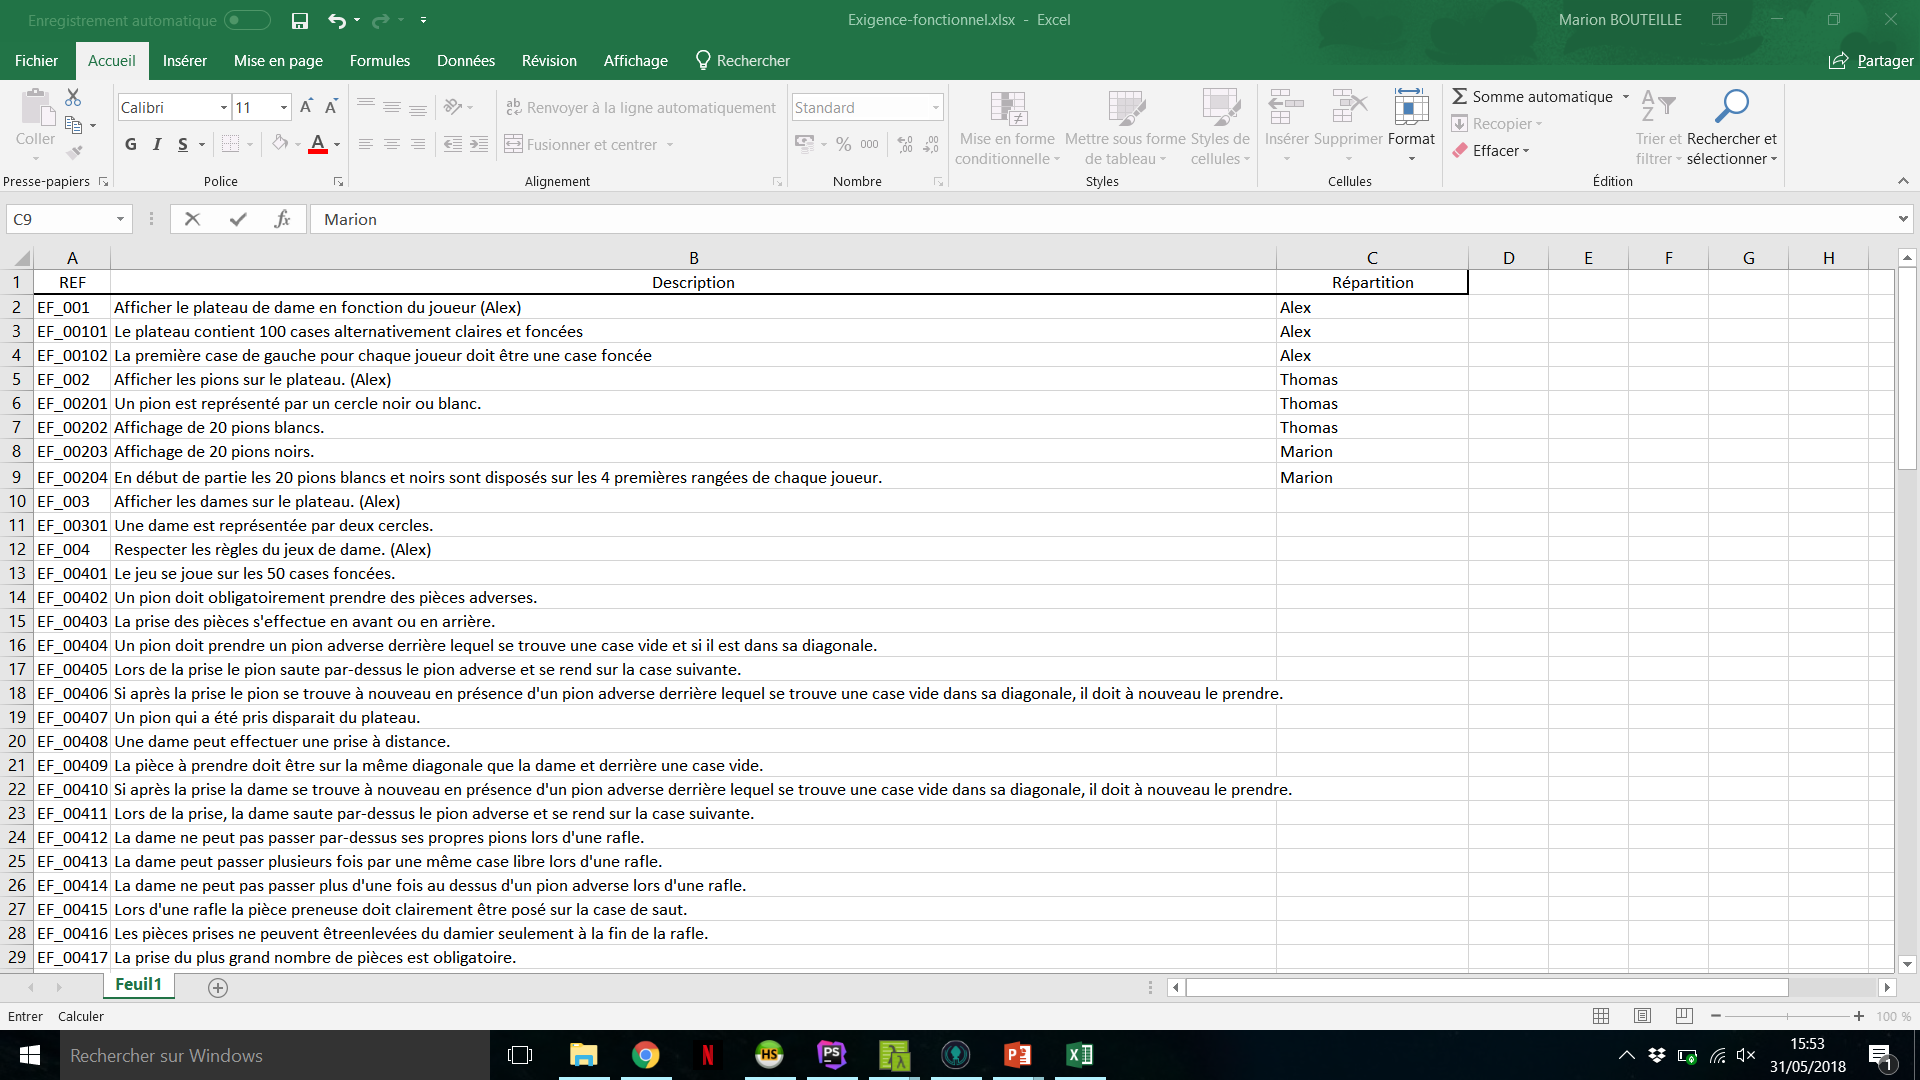 Enregistrement automatique
Exigence-fonctionnel.xlsx - Excel
Marion BOUTEILLE
Fichier Accueil Insérer Mise en page Formules Données Révision Affichage Rechercher Partager
Coller
Calibri 11
G I S A
Renvoyer à la ligne automatiquement
Fusionner et centrer
Standard
% 000
Mise en forme conditionnelle
Mettre sous forme de tableau
Styles de cellules
Insérer Supprimer Format
Somme automatique
Recopier
Effacer
Trier et filtrer
Rechercher et sélectionner
Presse-papiers Police Alignement Nombre Styles Cellules Édition
C9 fx Marion
A B C D E F G H
1 REF Description Répartition
2 EF_001 Afficher le plateau de dame en fonction du joueur (Alex) Alex
3 EF_00101 Le plateau contient 100 cases alternativement claires et foncées Alex
4 EF_00102 La première case de gauche pour chaque joueur doit être une case foncée Alex
5 EF_002 Afficher les pions sur le plateau. (Alex) Thomas
6 EF_00201 Un pion est représenté par un cercle noir ou blanc. Thomas
7 EF_00202 Affichage de 20 pions blancs. Thomas
8 EF_00203 Affichage de 20 pions noirs. Marion
9 EF_00204 En début de partie les 20 pions blancs et noirs sont disposés sur les 4 premières rangées de chaque joueur. Marion
10 EF_003 Afficher les dames sur le plateau. (Alex)
11 EF_00301 Une dame est représentée par deux cercles.
12 EF_004 Respecter les règles du jeux de dame. (Alex)
13 EF_00401 Le jeu se joue sur les 50 cases foncées.
14 EF_00402 Un pion doit obligatoirement prendre des pièces adverses.
15 EF_00403 La prise des pièces s'effectue en avant ou en arrière.
16 EF_00404 Un pion doit prendre un pion adverse derrière lequel se trouve une case vide et si il est dans sa diagonale.
17 EF_00405 Lors de la prise le pion saute par-dessus le pion adverse et se rend sur la case suivante.
18 EF_00406 Si après la prise le pion se trouve à nouveau en présence d'un pion adverse derrière lequel se trouve une case vide dans sa diagonale, il doit à nouveau le prendre.
19 EF_00407 Un pion qui a été pris disparait du plateau.
20 EF_00408 Une dame peut effectuer une prise à distance.
21 EF_00409 La pièce à prendre doit être sur la même diagonale que la dame et derrière une case vide.
22 EF_00410 Si après la prise la dame se trouve à nouveau en présence d'un pion adverse derrière lequel se trouve une case vide dans sa diagonale, il doit à nouveau le prendre.
23 EF_00411 Lors de la prise, la dame saute par-dessus le pion adverse et se rend sur la case suivante.
24 EF_00412 La dame ne peut pas passer par-dessus ses propres pions lors d'une rafle.
25 EF_00413 La dame peut passer plusieurs fois par une même case libre lors d'une rafle.
26 EF_00414 La dame ne peut pas passer plus d'une fois au dessus d'un pion adverse lors d'une rafle.
27 EF_00415 Lors d'une rafle la pièce preneuse doit clairement être posé sur la case de saut.
28 EF_00416 Les pièces prises ne peuvent êtreenlevées du damier seulement à la fin de la rafle.
29 EF_00417 La prise du plus grand nombre de pièces est obligatoire.
Feuil1
Entrer Calculer
100 %
Rechercher sur Windows
15:53
31/05/2018
1